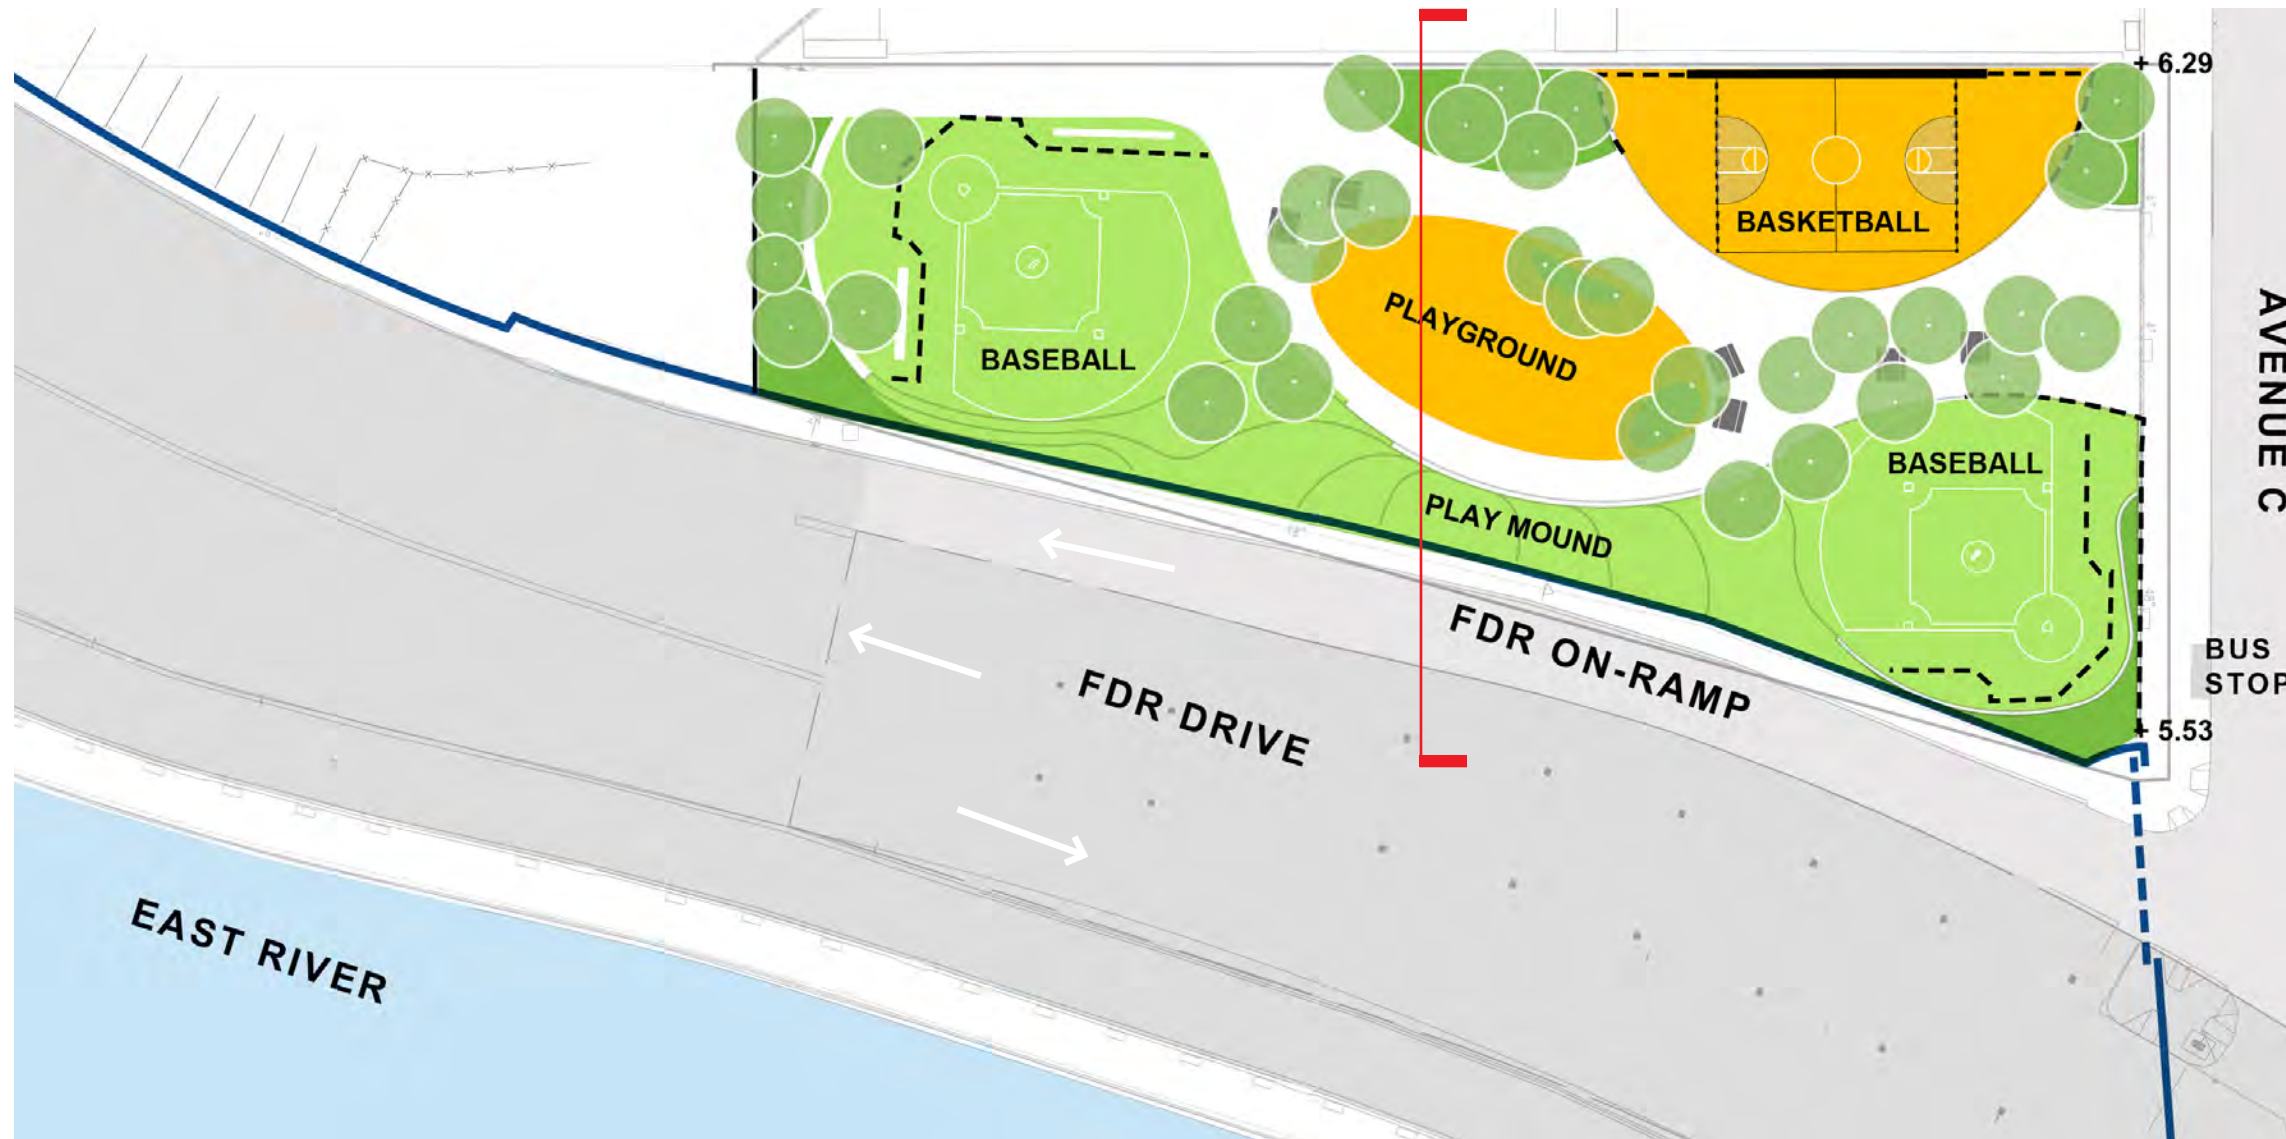 + 6.29
BASKETBALL
PLAYGROUND
BASEBALL
AVENUE C
BASEBALL
PLAY MOUND
FDR ON-RAMP
BUS
STOP
FDR DRIVE
+ 5.53
EAST RIVER